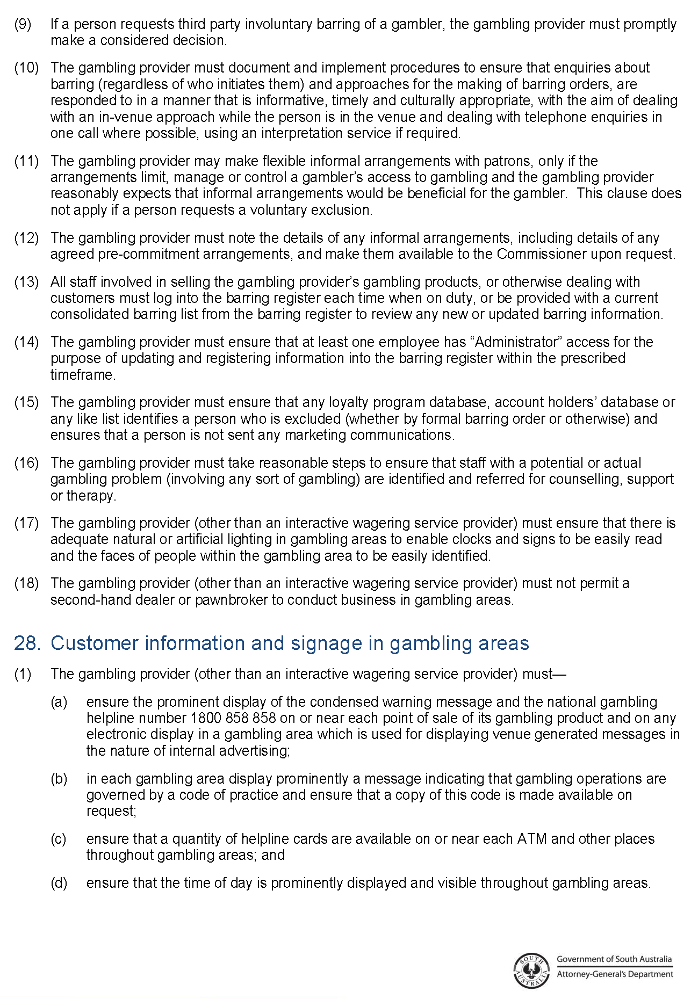 (9) If a person requests third party involuntary barring of a gambler, the gambling provider must promptly
make a considered decision.
(10) The gambling provider must document and implement procedures to ensure that enquiries about
barring (regardless of who initiates them) and approaches for the making of barring orders, are
responded to in a manner that is informative, timely and culturally appropriate, with the aim of dealing
with an in-venue approach while the person is in the venue and dealing with telephone enquiries in
one call where possible, using an interpretation service if required.
(11) The gambling provider may make flexible informal arrangements with patrons, only if the
arrangements limit, manage or control a gambler’s access to gambling and the gambling provider
reasonably expects that informal arrangements would be beneficial for the gambler.  This clause does
not apply if a person requests a voluntary exclusion.
(12) The gambling provider must note the details of any informal arrangements, including details of any
agreed pre-commitment arrangements, and make them available to the Commissioner upon request.
(13) All staff involved in selling the gambling provider’s gambling products, or otherwise dealing with
customers must log into the barring register each time when on duty, or be provided with a current
consolidated barring list from the barring register to review any new or updated barring information.
(14) The gambling provider must ensure that at least one employee has “Administrator” access for the
purpose of updating and registering information into the barring register within the prescribed
timeframe.
(15) The gambling provider must ensure that any loyalty program database, account holders’ database or
any like list identifies a person who is excluded (whether by formal barring order or otherwise) and
ensures that a person is not sent any marketing communications.
(16) The gambling provider must take reasonable steps to ensure that staff with a potential or actual
gambling problem (involving any sort of gambling) are identified and referred for counselling, support
or therapy.
(17) The gambling provider (other than an interactive wagering service provider) must ensure that there is
adequate natural or artificial lighting in gambling areas to enable clocks and signs to be easily read
and the faces of people within the gambling area to be easily identified.
(18) The gambling provider (other than an interactive wagering service provider) must not permit a
second-hand dealer or pawnbroker to conduct business in gambling areas.
28. Customer information and signage in gambling areas
(1) The gambling provider (other than an interactive wagering service provider) must—
(a) ensure the prominent display of the condensed warning message and the national gambling
helpline number 1800 858 858 on or near each point of sale of its gambling product and on any
electronic display in a gambling area which is used for displaying venue generated messages in
the nature of internal advertising;
(b) in each gambling area display prominently a message indicating that gambling operations are
governed by a code of practice and ensure that a copy of this code is made available on
request;
(c) ensure that a quantity of helpline cards are available on or near each ATM and other places
throughout gambling areas; and
(d) ensure that the time of day is prominently displayed and visible throughout gambling areas.
SOUTH
AUSTRALIA
Government of South Australia
Attorney-General's Department